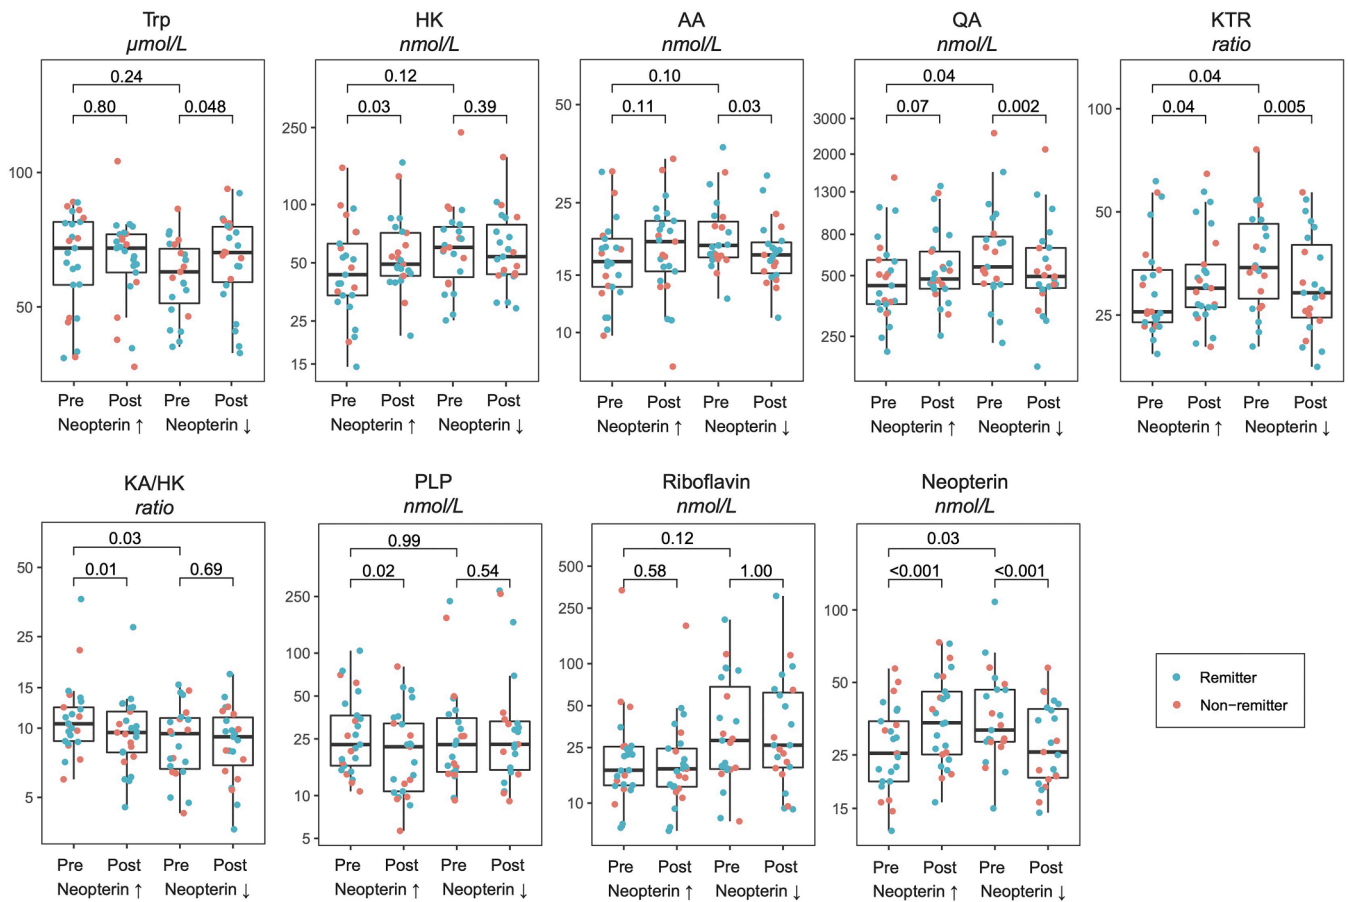 Trp
µmol/L
0.24
0.80
0.048
100
50
Pre
Post
Pre
Post
Neopterin ↑
Neopterin ↓
HK
nmol/L
0.12
0.03
0.39
250
100
50
25
15
Pre
Post
Pre
Post
Neopterin ↑
Neopterin ↓
AA
nmol/L
0.10
0.11
0.03
50
25
15
10
Pre
Post
Pre
Post
Neopterin ↑
Neopterin ↓
QA
nmol/L
0.04
0.07
0.002
3000
2000
1300
800
500
250
Pre
Post
Pre
Post
Neopterin ↑
Neopterin ↓
KTR
ratio
0.04
0.04
0.005
100
50
25
Pre
Post
Pre
Post
Neopterin ↑
Neopterin ↓
KA/HK
ratio
0.03
0.01
0.69
50
25
15
10
5
Pre
Post
Pre
Post
Neopterin ↑
Neopterin ↓
PLP
nmol/L
0.99
0.02
0.54
250
100
50
25
10
5
Pre
Post
Pre
Post
Neopterin ↑
Neopterin ↓
Riboflavin
nmol/L
0.12
0.58
1.00
500
250
100
50
25
10
Pre
Post
Pre
Post
Neopterin ↑
Neopterin ↓
Neopterin
nmol/L
0.03
<0.001
<0.001
100
50
25
15
Pre
Post
Pre
Post
Neopterin ↑
Neopterin ↓
Remitter
Non−remitter